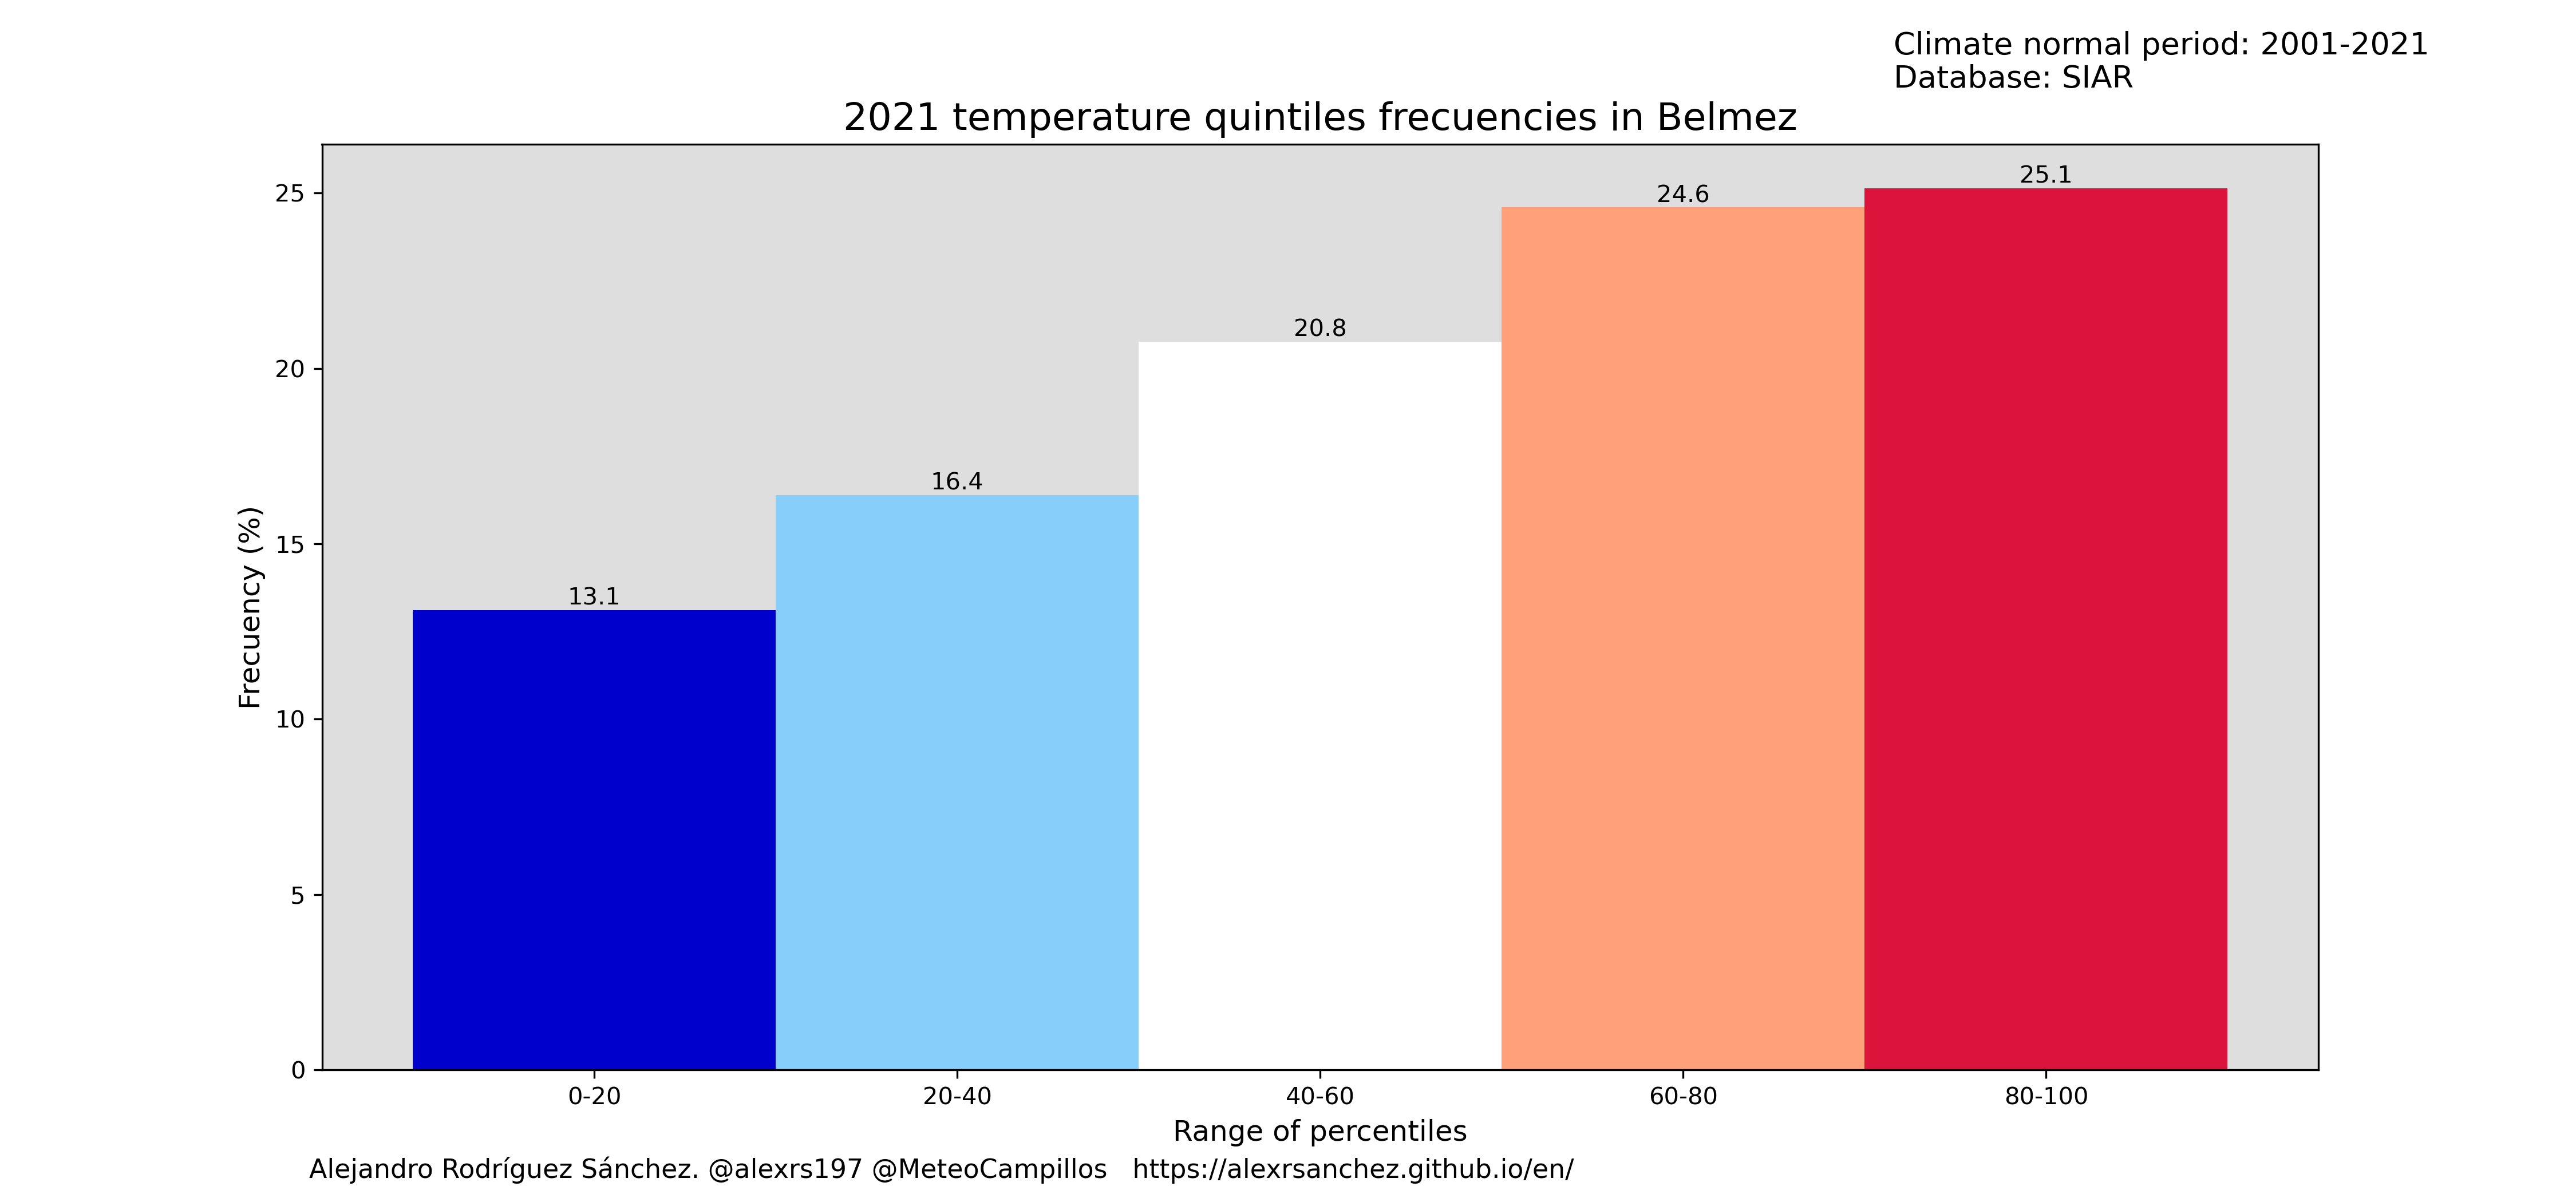 Climate normal period: 2001-2021
Database: SIAR
2021 temperature quintiles frecuencies in Belmez
25.1
24.6
20.8
16.4
13.1
25
20
15
10
5
0
Frecuency (%)
0-20 20-40 40-60 60-80 80-100
Range of percentiles
Alejandro Rodríguez Sánchez. @alexrs197 @MeteoCampillos https://alexrsanchez.github.io/en/